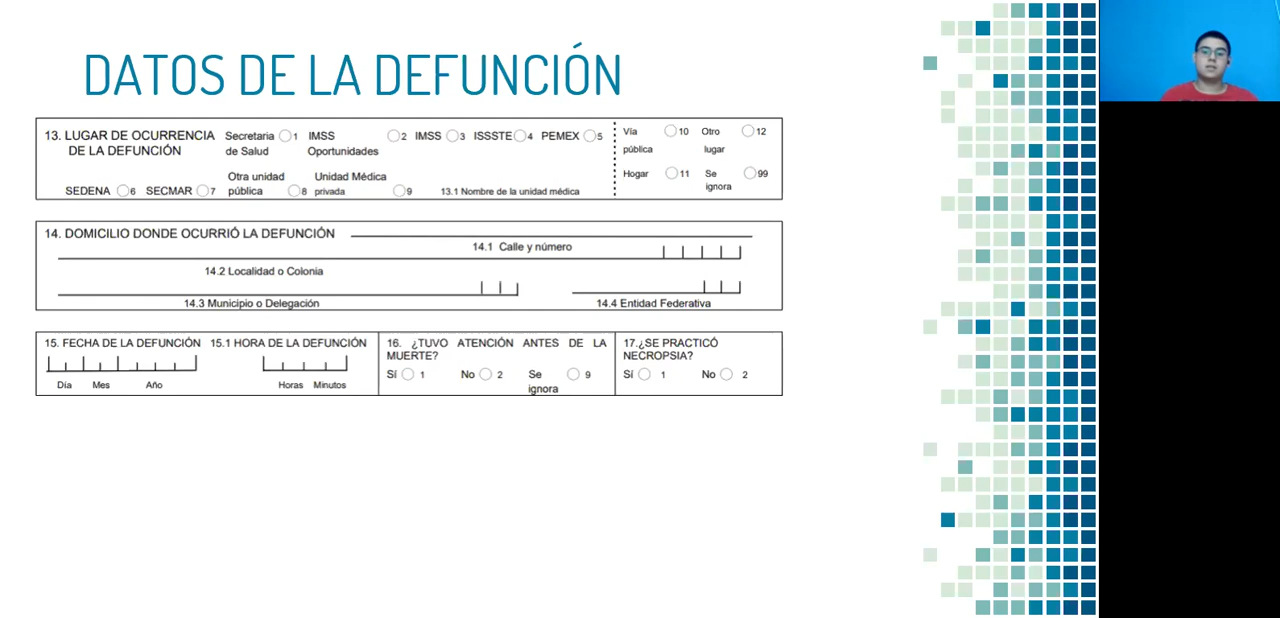 DATOS DE LA DEFUNCIÓN
13. LUGAR DE OCURRENCIA DE LA DEFUNCIÓN
Secretaria de Salud 1
IMSS Oportunidades 2
IMSS 3
ISSSTE 4
PEMEX 5
SEDENA 6
SECMAR 7
Otra unidad pública 8
Unidad Médica privada 9
13.1 Nombre de la unidad médica
Vía pública 10
Otro lugar 12
Hogar 11
Se ignora 99
14. DOMICILIO DONDE OCURRIÓ LA DEFUNCIÓN
14.1 Calle y número
14.2 Localidad o Colonia
14.3 Municipio o Delegación
14.4 Entidad Federativa
15. FECHA DE LA DEFUNCIÓN
Día Mes Año
15.1 HORA DE LA DEFUNCIÓN
Horas Minutos
16. ¿TUVO ATENCIÓN ANTES DE LA
MUERTE?
Sí 1 No 2 Se ignora 9
17.¿SE PRACTICÓ
NECROPSIA?
Sí 1 No 2